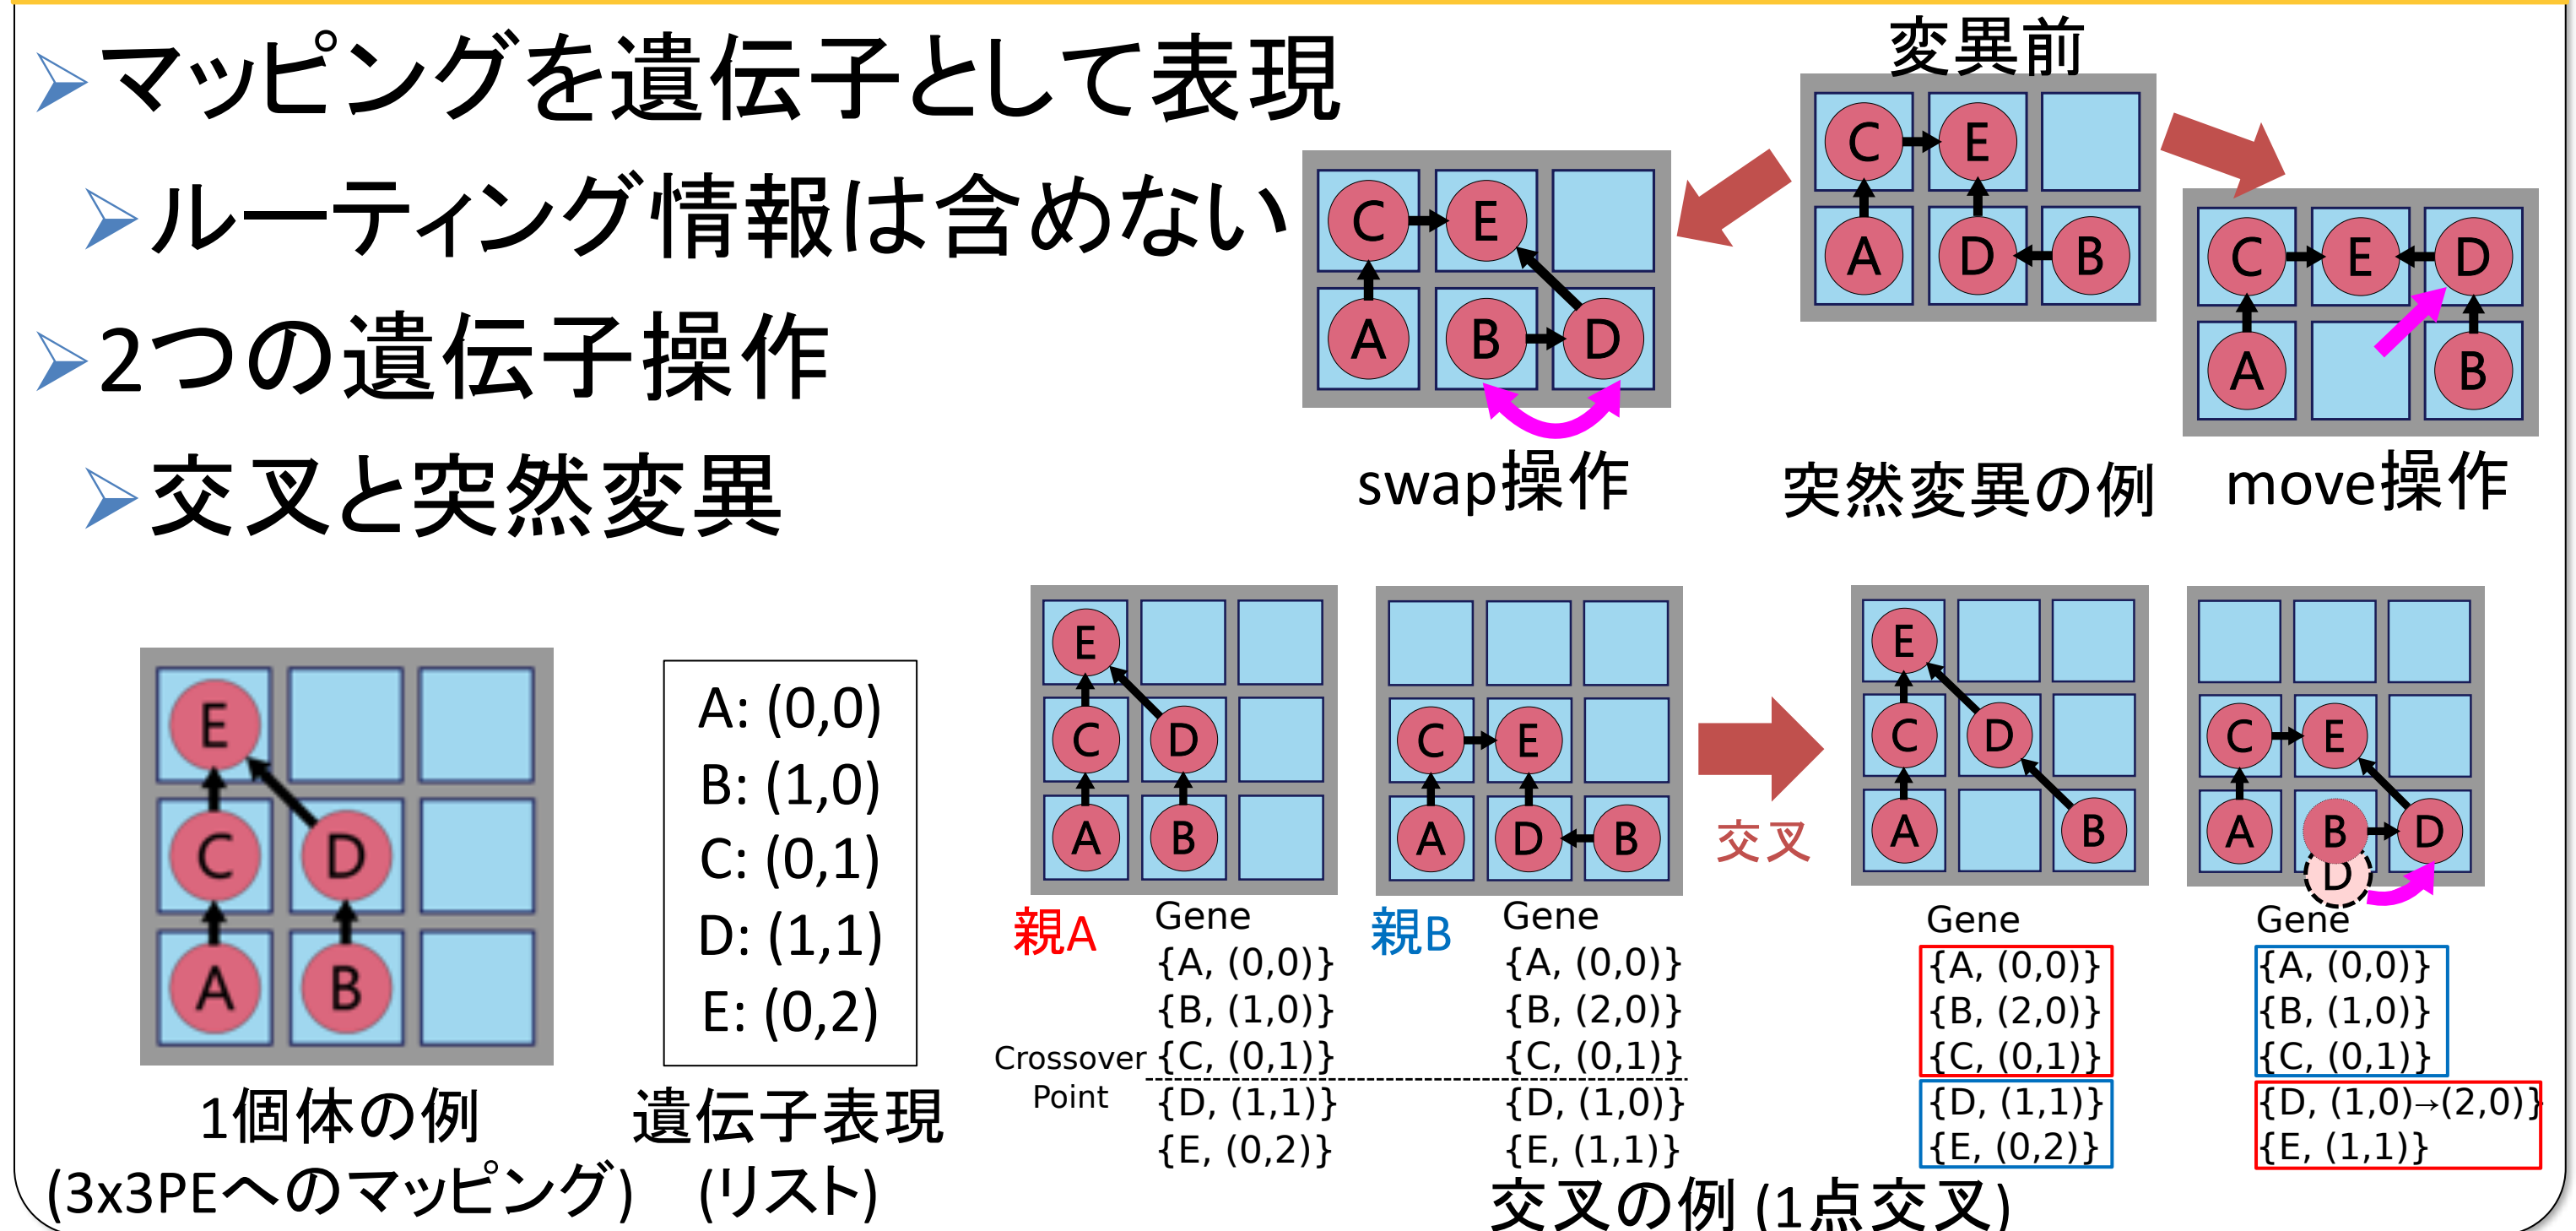 マッピングを遺伝子として表現
ルーティング情報は含めない
2つの遺伝子操作
交叉と突然変異
変異前
C E
A D B
C E
A B D
C E D
A B
swap操作
突然変異の例
move操作
E
C D
A B
1個体の例
(3x3PEへのマッピング)
A: (0,0)
B: (1,0)
C: (0,1)
D: (1,1)
E: (0,2)
遺伝子表現
(リスト)
E
C D
A B
親A
Gene
{A, (0,0)}
{B, (1,0)}
{C, (0,1)}
{D, (1,1)}
{E, (0,2)}
Crossover
Point
C E
A D B
親B
Gene
{A, (0,0)}
{B, (2,0)}
{C, (0,1)}
{D, (1,0)}
{E, (1,1)}
交叉
E
C D
A B
Gene
{A, (0,0)}
{B, (2,0)}
{C, (0,1)}
{D, (1,1)}
{E, (0,2)}
C E
A B D
D
Gene
{A, (0,0)}
{B, (1,0)}
{C, (0,1)}
{D, (1,0)→(2,0)}
{E, (1,1)}
交叉の例 (1点交叉)